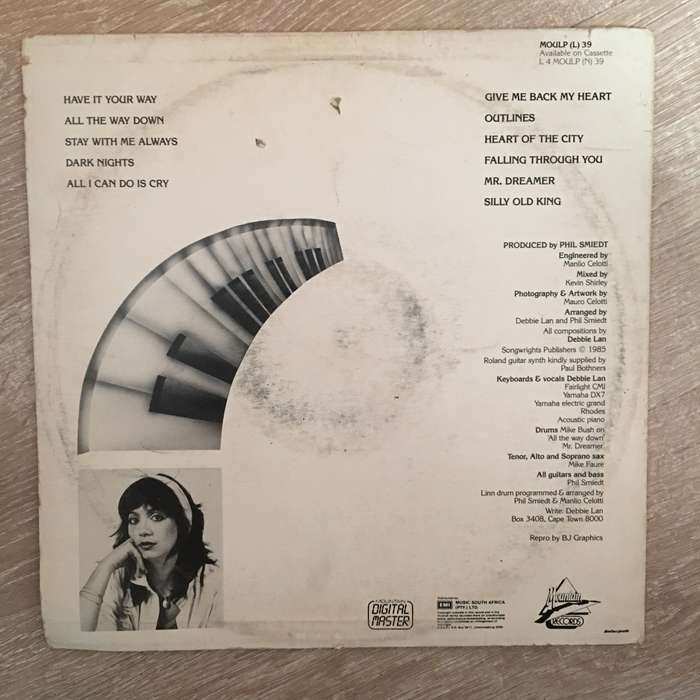 MOULP (L) 39
Available on Cassette
L 4 MOULP (N) 39
HAVE IT YOUR WAY
ALL THE WAY DOWN
STAY WITH ME ALWAYS
DARK NIGHTS
ALL I CAN DO IS CRY
GIVE ME BACK MY HEART
OUTLINES
HEART OF THE CITY
FALLING THROUGH YOU
MR. DREAMER
SILLY OLD KING
PRODUCED by PHIL SMIEDT
Engineered by
Manlio Celotti
Mixed by
Kevin Shirley
Photography & Artwork by
Mauro Celotti
Arranged by
Debbie Lan and Phil Smiedt
All compositions by
Debbie Lan
Songwrights Publishers © 1985
Roland guitar synth kindly supplied by
Paul Bothners
Keyboards & vocals Debbie Lan
Fairlight CMI
Yamaha DX7
Yamaha electric grand
Rhodes
Acoustic piano
Drums Mike Bush on
'All the way down'
Mr. Dreamer
Tenor, Alto and Soprano sax
Mike Faure
All guitars and bass
Phil Smiedt
Linn drum programmed & arranged by
Phil Smiedt & Manlio Celotti
Write: Debbie Lan
Box 3408, Cape Town 8000
Repro by BJ Graphics
MOUNTAIN
DIGITAL
MASTER
EMI
MUSIC SOUTH AFRICA
(PTY.) LTD.
Mountain
RECORDS